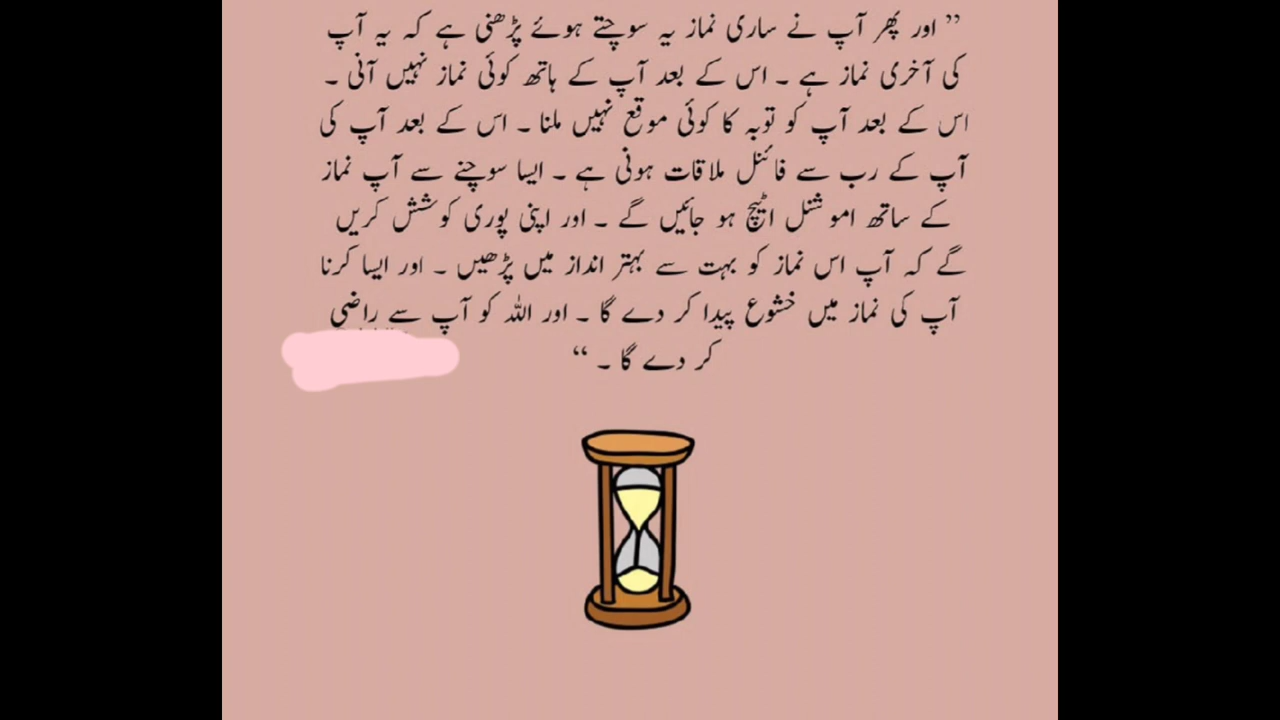 ” اور پھر آپ نے ساری نماز یہ سوچتے ہوئے پڑھنی ہے کہ یہ آپ
کی آخری نماز ہے ۔ اس کے بعد آپ کے ہاتھ کوئی نماز نہیں آنی ۔
اس کے بعد آپ کو توبہ کا کوئی موقع نہیں ملنا ۔ اس کے بعد آپ کی
آپ کے رب سے فائنل ملاقات ہونی ہے ۔ ایسا سوچنے سے آپ نماز
کے ساتھ اموشنل اٹیچ ہو جائیں گے ۔ اور اپنی پوری کوشش کریں
گے کہ آپ اس نماز کو بہت سے بہتر انداز میں پڑھیں ۔ اور ایسا کرنا
آپ کی نماز میں خشوع پیدا کر دے گا ۔ اور اللہ کو آپ سے راضی
کر دے گا ۔ “